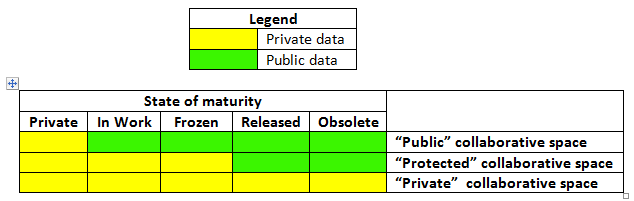 Legend
Private data
Public data
State of maturity
Private In Work Frozen Released Obsolete
“Public” collaborative space
“Protected” collaborative space
“Private”  collaborative space